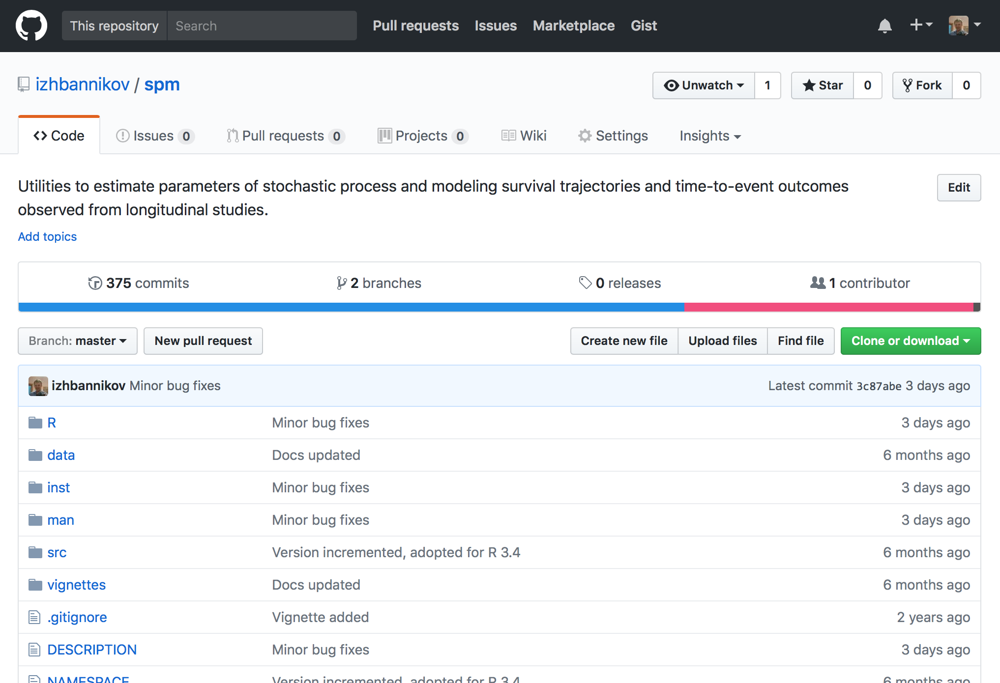 This repository Search Pull requests Issues Marketplace Gist
izhbannikov / spm Unwatch 1 Star 0 Fork 0
Code Issues 0 Pull requests 0 Projects 0 Wiki Settings Insights
Utilities to estimate parameters of stochastic process and modeling survival trajectories and time-to-event outcomes Edit
observed from longitudinal studies.
Add topics
375 commits 2 branches 0 releases 1 contributor
Branch: master New pull request Create new file Upload files Find file Clone or download
izhbannikov Minor bug fixes Latest commit 3c87abe 3 days ago
R Minor bug fixes 3 days ago
data Docs updated 6 months ago
inst Minor bug fixes 3 days ago
man Minor bug fixes 3 days ago
src Version incremented, adopted for R 3.4 6 months ago
vignettes Docs updated 6 months ago
.gitignore Vignette added 2 years ago
DESCRIPTION Minor bug fixes 3 days ago
NAMESPACE Version incremented, adopted for R 3.4 6 months ago